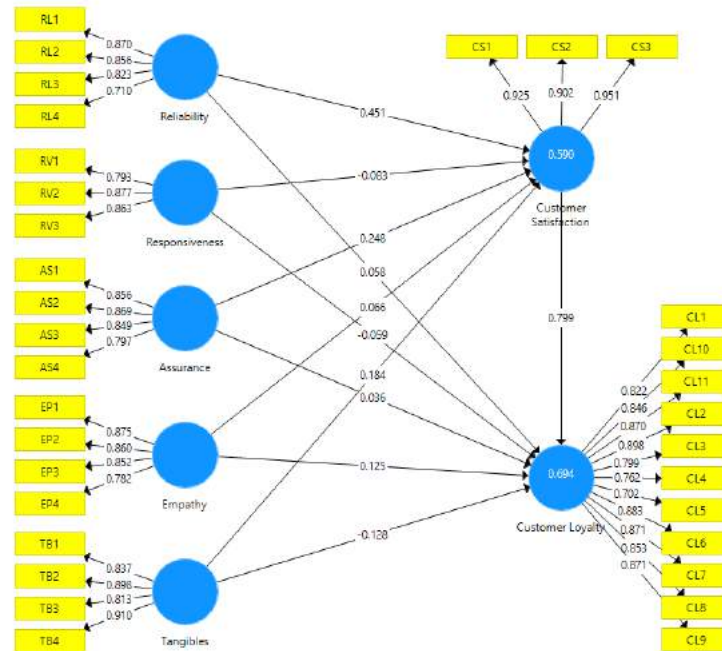 RL1
RL2
RL3
RL4
0.870
0.856
0.823
0.710
Reliability
RV1
RV2
RV3
0.793
0.877
0.863
Responsiveness
AS1
AS2
AS3
AS4
0.856
0.869
0.849
0.797
Assurance
EP1
EP2
EP3
EP4
0.875
0.860
0.852
0.782
Empathy
TB1
TB2
TB3
TB4
0.837
0.898
0.813
0.910
Tangibles
0.451
-0.063
0.248
0.058
0.066
-0.059
0.184
0.036
0.125
-0.128
CS1
CS2
CS3
0.925
0.902
0.951
0.590
Customer
Satisfaction
0.799
0.694
Customer Loyalty
CL1
CL10
CL11
CL2
CL3
CL4
CL5
CL6
CL7
CL8
CL9
0.822
0.846
0.870
0.898
0.799
0.762
0.702
0.883
0.871
0.853
0.871